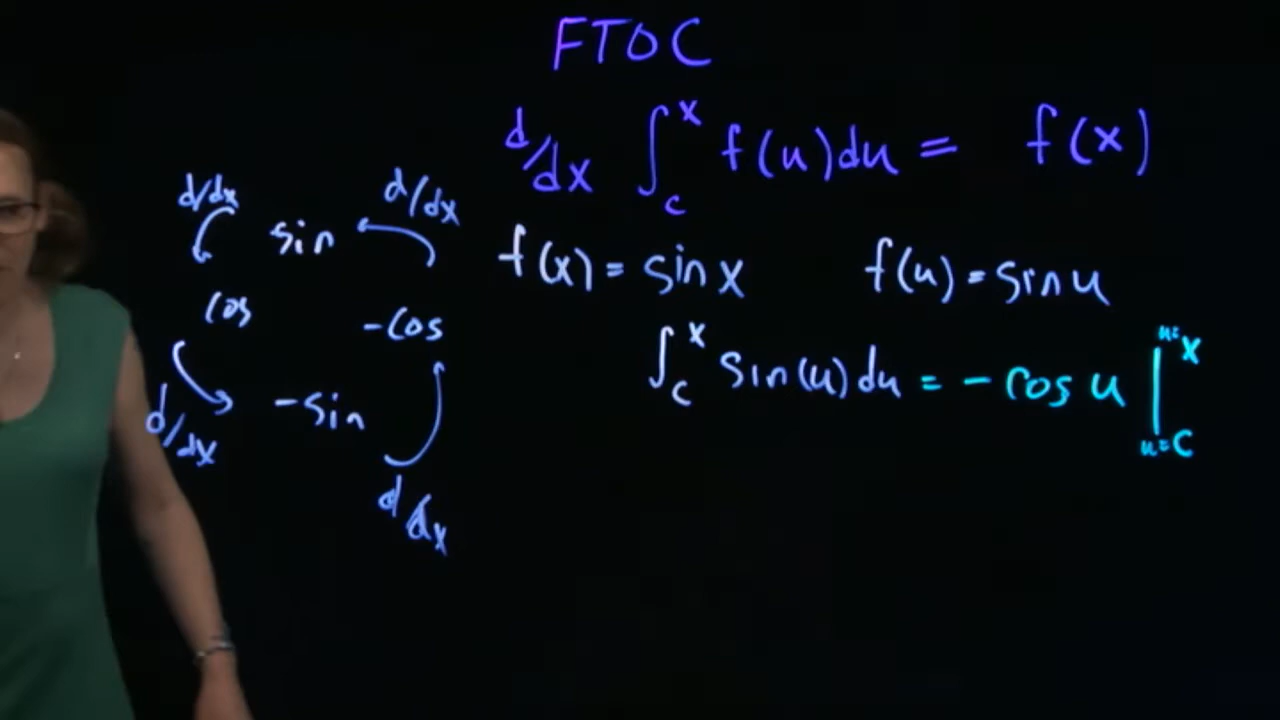 FTOC
d/dx ∫_c^x f(u)du = f(x)
d/dx
d/dx
sin
cos
-cos
-sin
d/dx
d/dx
f(x) = sin x
f(u) = sin u
∫_c^x sin(u) du = - cos u |_{u=c}^{u=x}